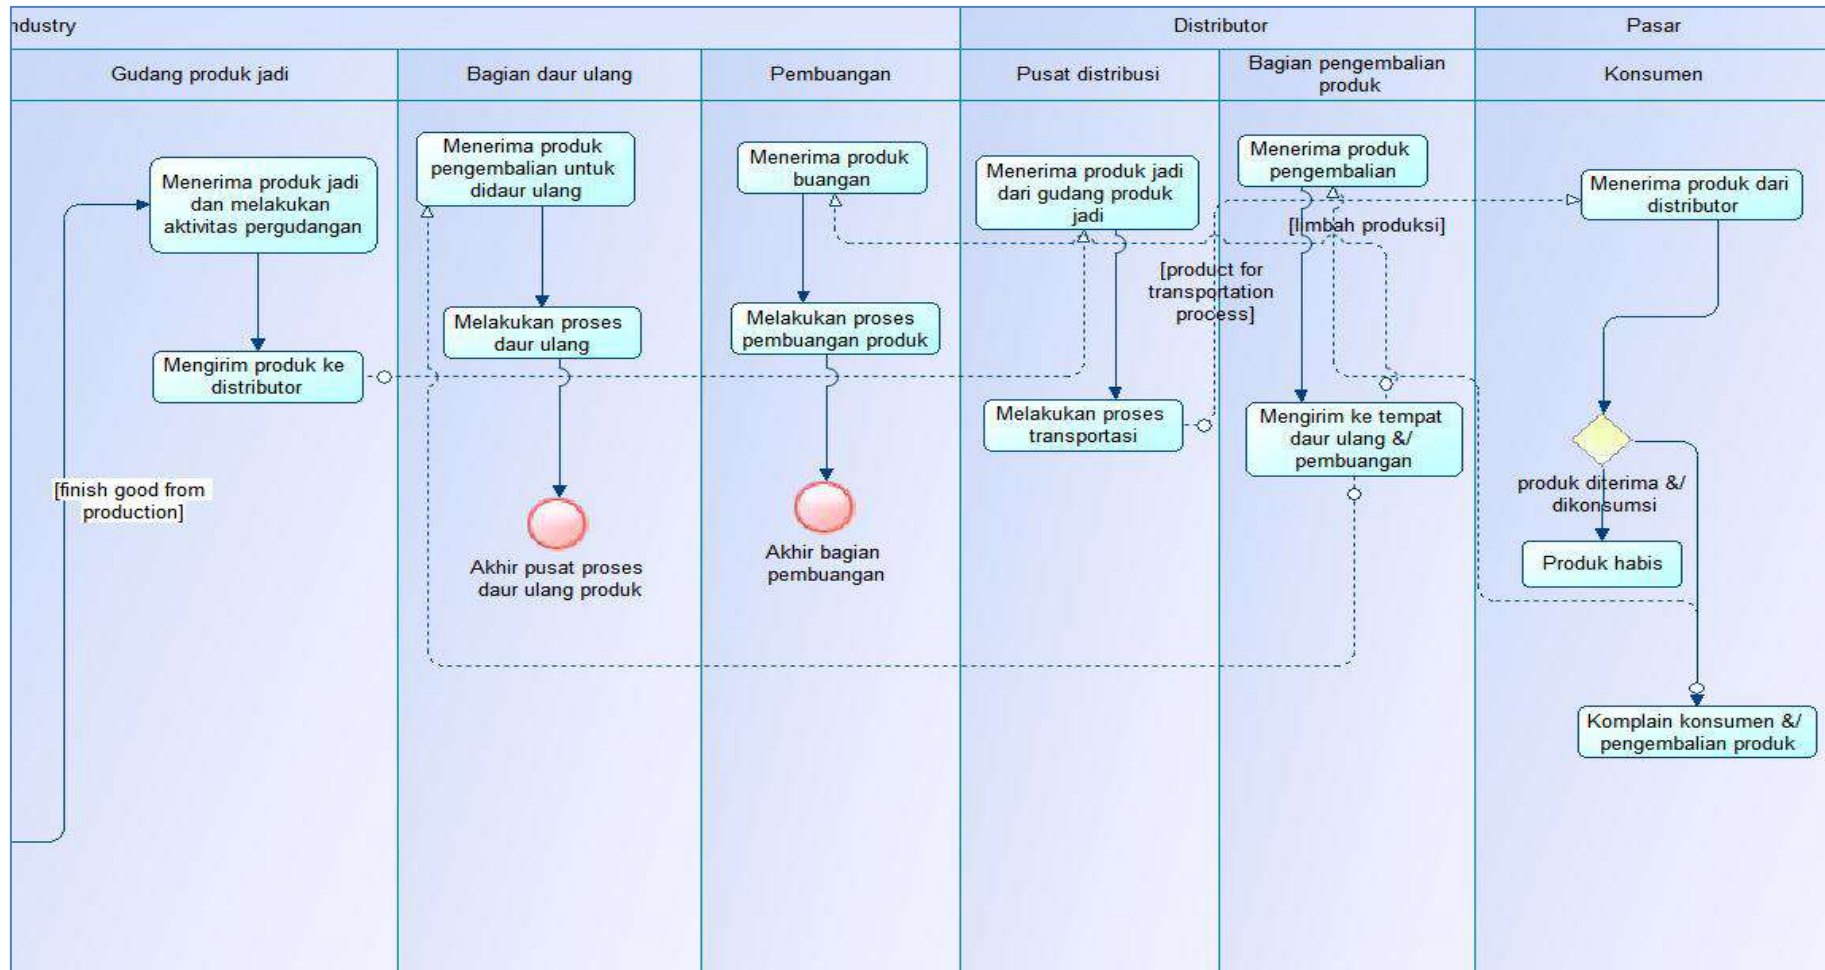 ndustry
Distributor
Pasar
Gudang produk jadi
Bagian daur ulang
Pembuangan
Pusat distribusi
Bagian pengembalian
produk
Konsumen
Menerima produk jadi
dan melakukan
aktivitas pergudangan
Mengirim produk ke
distributor
[finish good from
production]
Menerima produk
pengembalian untuk
didaur ulang
Melakukan proses
daur ulang
Akhir pusat proses
daur ulang produk
Menerima produk
buangan
Melakukan proses
pembuangan produk
Akhir bagian
pembuangan
Menerima produk jadi
dari gudang produk
jadi
[product for
transportation
process]
Melakukan proses
transportasi
Menerima produk
pengembalian
[limbah produksi]
Mengirim ke tempat
daur ulang &/
pembuangan
Menerima produk dari
distributor
produk diterima &/
dikonsumsi
Produk habis
Komplain konsumen &/
pengembalian produk